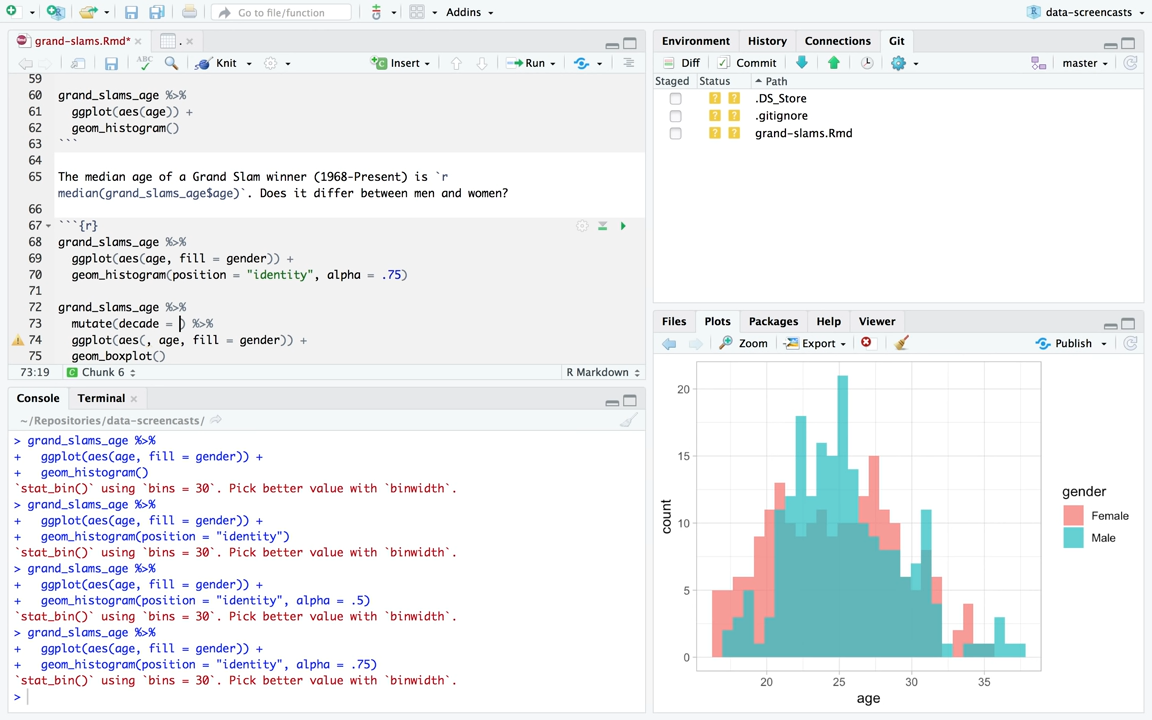 Go to file/function
Addins
data-screencasts
grand-slams.Rmd*
.
ABC
Knit
Insert
Run
59
60 grand_slams_age %>%
61 ggplot(aes(age)) +
62 geom_histogram()
63 ```
64
65 The median age of a Grand Slam winner (1968-Present) is `r
median(grand_slams_age$age)`. Does it differ between men and women?
66
67 ```{r}
68 grand_slams_age %>%
69 ggplot(aes(age, fill = gender)) +
70 geom_histogram(position = "identity", alpha = .75)
71
72 grand_slams_age %>%
73 mutate(decade = ) %>%
74 ggplot(aes(, age, fill = gender)) +
75 geom_boxplot()
73:19 Chunk 6 R Markdown
Console Terminal
~/Repositories/data-screencasts/
> grand_slams_age %>%
+ ggplot(aes(age, fill = gender)) +
+ geom_histogram()
`stat_bin()` using `bins = 30`. Pick better value with `binwidth`.
> grand_slams_age %>%
+ ggplot(aes(age, fill = gender)) +
+ geom_histogram(position = "identity")
`stat_bin()` using `bins = 30`. Pick better value with `binwidth`.
> grand_slams_age %>%
+ ggplot(aes(age, fill = gender)) +
+ geom_histogram(position = "identity", alpha = .5)
`stat_bin()` using `bins = 30`. Pick better value with `binwidth`.
> grand_slams_age %>%
+ ggplot(aes(age, fill = gender)) +
+ geom_histogram(position = "identity", alpha = .75)
`stat_bin()` using `bins = 30`. Pick better value with `binwidth`.
>
Environment History Connections Git
Diff Commit master
Staged Status Path
? ? .DS_Store
? ? .gitignore
? ? grand-slams.Rmd
Files Plots Packages Help Viewer
Zoom Export Publish
20
15
10
5
0
count
20 25 30 35
age
gender
Female
Male